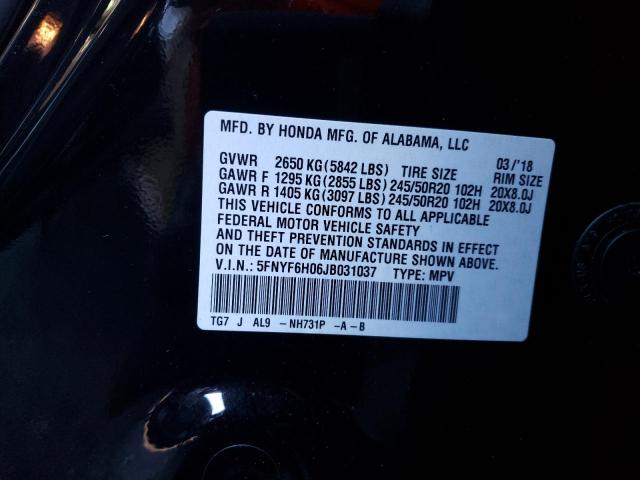 MFD. BY HONDA MFG. OF ALABAMA, LLC
GVWR 2650 KG(5842 LBS) TIRE SIZE 03/'18 RIM SIZE
GAWR F 1295 KG(2855 LBS) 245/50R20 102H 20X8.0J
GAWR R 1405 KG(3097 LBS) 245/50R20 102H 20X8.0J
THIS VEHICLE CONFORMS TO ALL APPLICABLE
FEDERAL MOTOR VEHICLE SAFETY
AND THEFT PREVENTION STANDARDS IN EFFECT
ON THE DATE OF MANUFACTURE SHOWN ABOVE.
V.I.N.: 5FNYF6H06JB031037 TYPE: MPV
TG7 J AL9 -NH731P -A-B